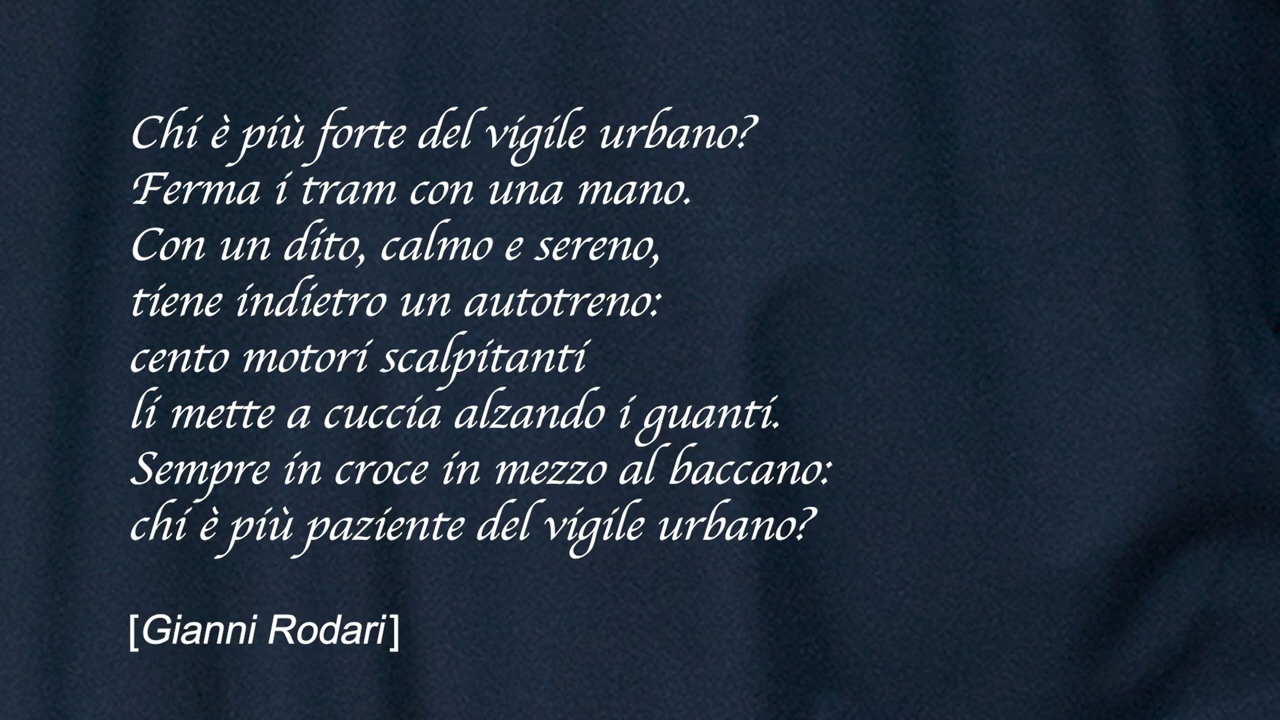 Chi è più forte del vigile urbano?
Ferma i tram con una mano.
Con un dito, calmo e sereno,
tiene indietro un autotreno:
cento motori scalpitanti
li mette a cuccia alzando i guanti.
Sempre in croce in mezzo al baccano:
chi è più paziente del vigile urbano?
[Gianni Rodari]